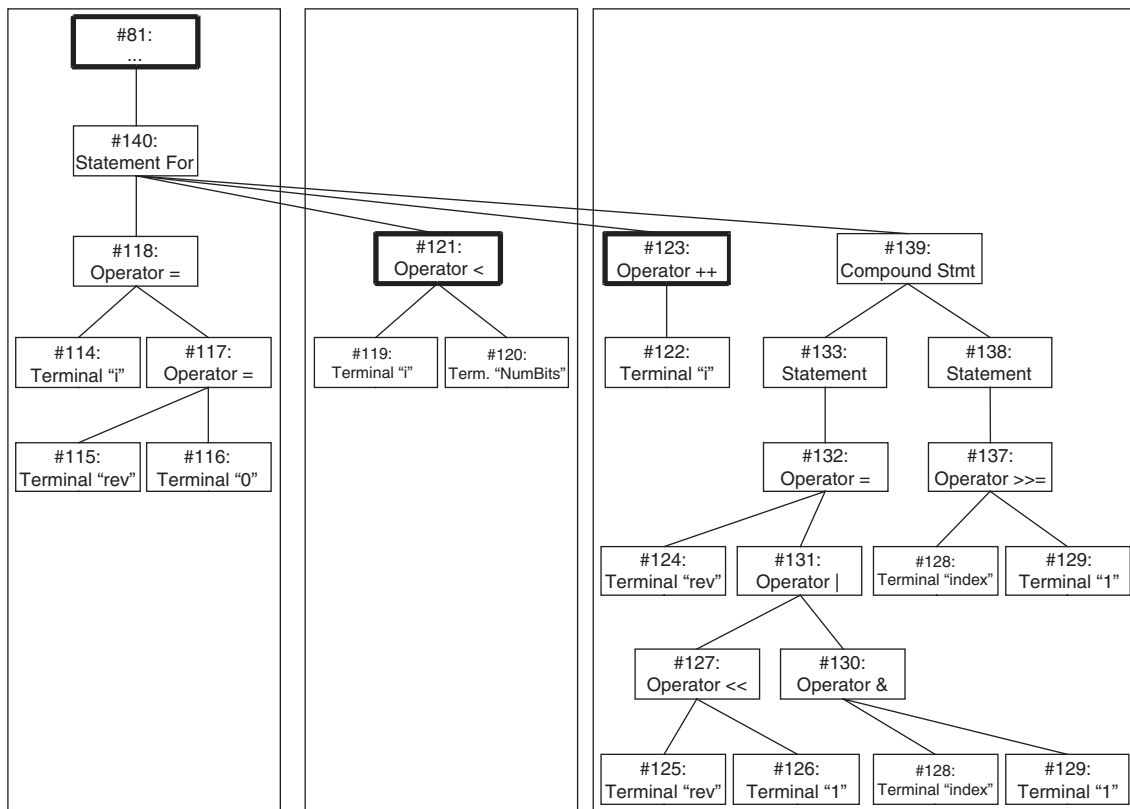 #81:
...
#140:
Statement For
#118:
Operator =
#121:
Operator <
#123:
Operator ++
#139:
Compound Stmt
#114:
Terminal “i”
#117:
Operator =
#119:
Terminal “i”
#120:
Term. “NumBits”
#122:
Terminal “i”
#133:
Statement
#138:
Statement
#115:
Terminal “rev”
#116:
Terminal “0”
#132:
Operator =
#137:
Operator >>=
#124:
Terminal “rev”
#131:
Operator |
#128:
Terminal “index”
#129:
Terminal “1”
#127:
Operator <<
#130:
Operator &
#125:
Terminal “rev”
#126:
Terminal “1”
#128:
Terminal “index”
#129:
Terminal “1”